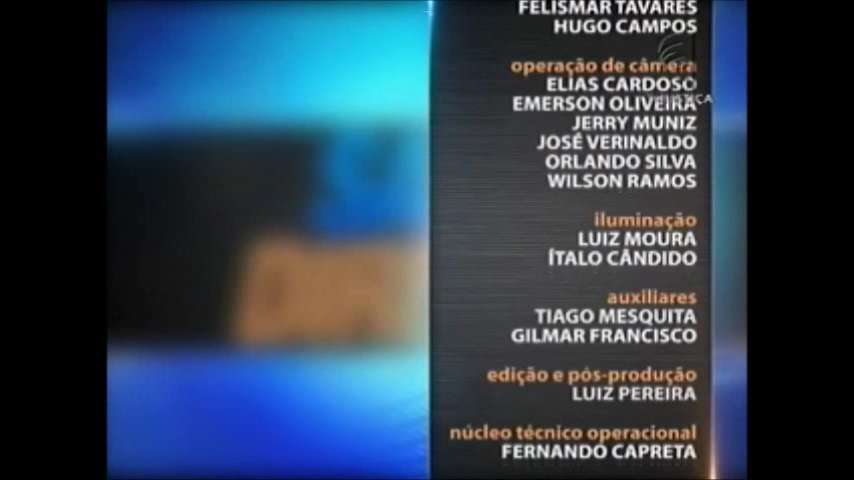 FELISMAR TAVARES
HUGO CAMPOS
operação de câmera
ELIAS CARDOSO
EMERSON OLIVEIRA
JERRY MUNIZ
JOSÉ VERINALDO
ORLANDO SILVA
WILSON RAMOS
iluminação
LUIZ MOURA
ÍTALO CÂNDIDO
auxiliares
TIAGO MESQUITA
GILMAR FRANCISCO
edição e pós-produção
LUIZ PEREIRA
núcleo técnico operacional
FERNANDO CAPRETA